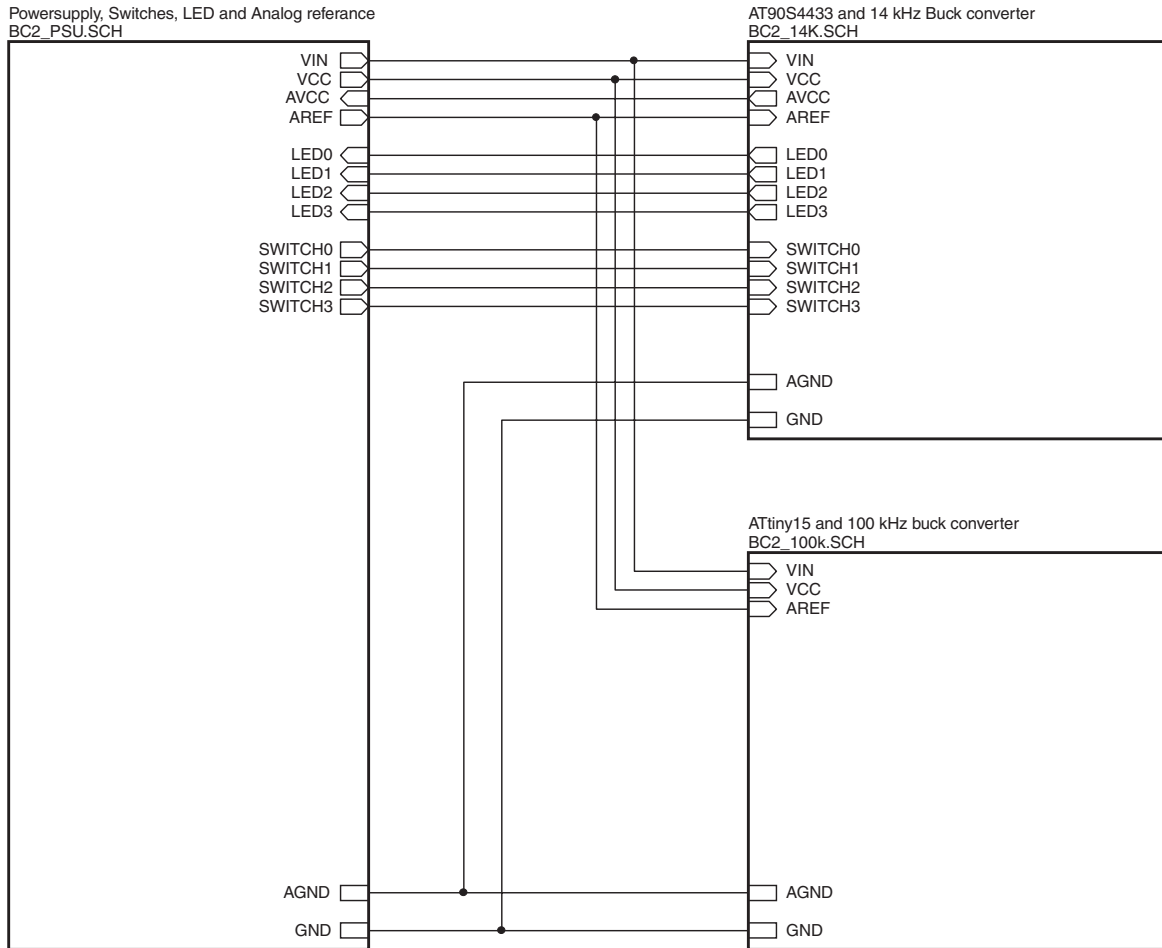 Powersupply, Switches, LED and Analog referance
BC2_PSU.SCH
VIN
VCC
AVCC
AREF
LED0
LED1
LED2
LED3
SWITCH0
SWITCH1
SWITCH2
SWITCH3
AGND
GND
AT90S4433 and 14 kHz Buck converter
BC2_14K.SCH
VIN
VCC
AVCC
AREF
LED0
LED1
LED2
LED3
SWITCH0
SWITCH1
SWITCH2
SWITCH3
AGND
GND
ATtiny15 and 100 kHz buck converter
BC2_100k.SCH
VIN
VCC
AREF
AGND
GND